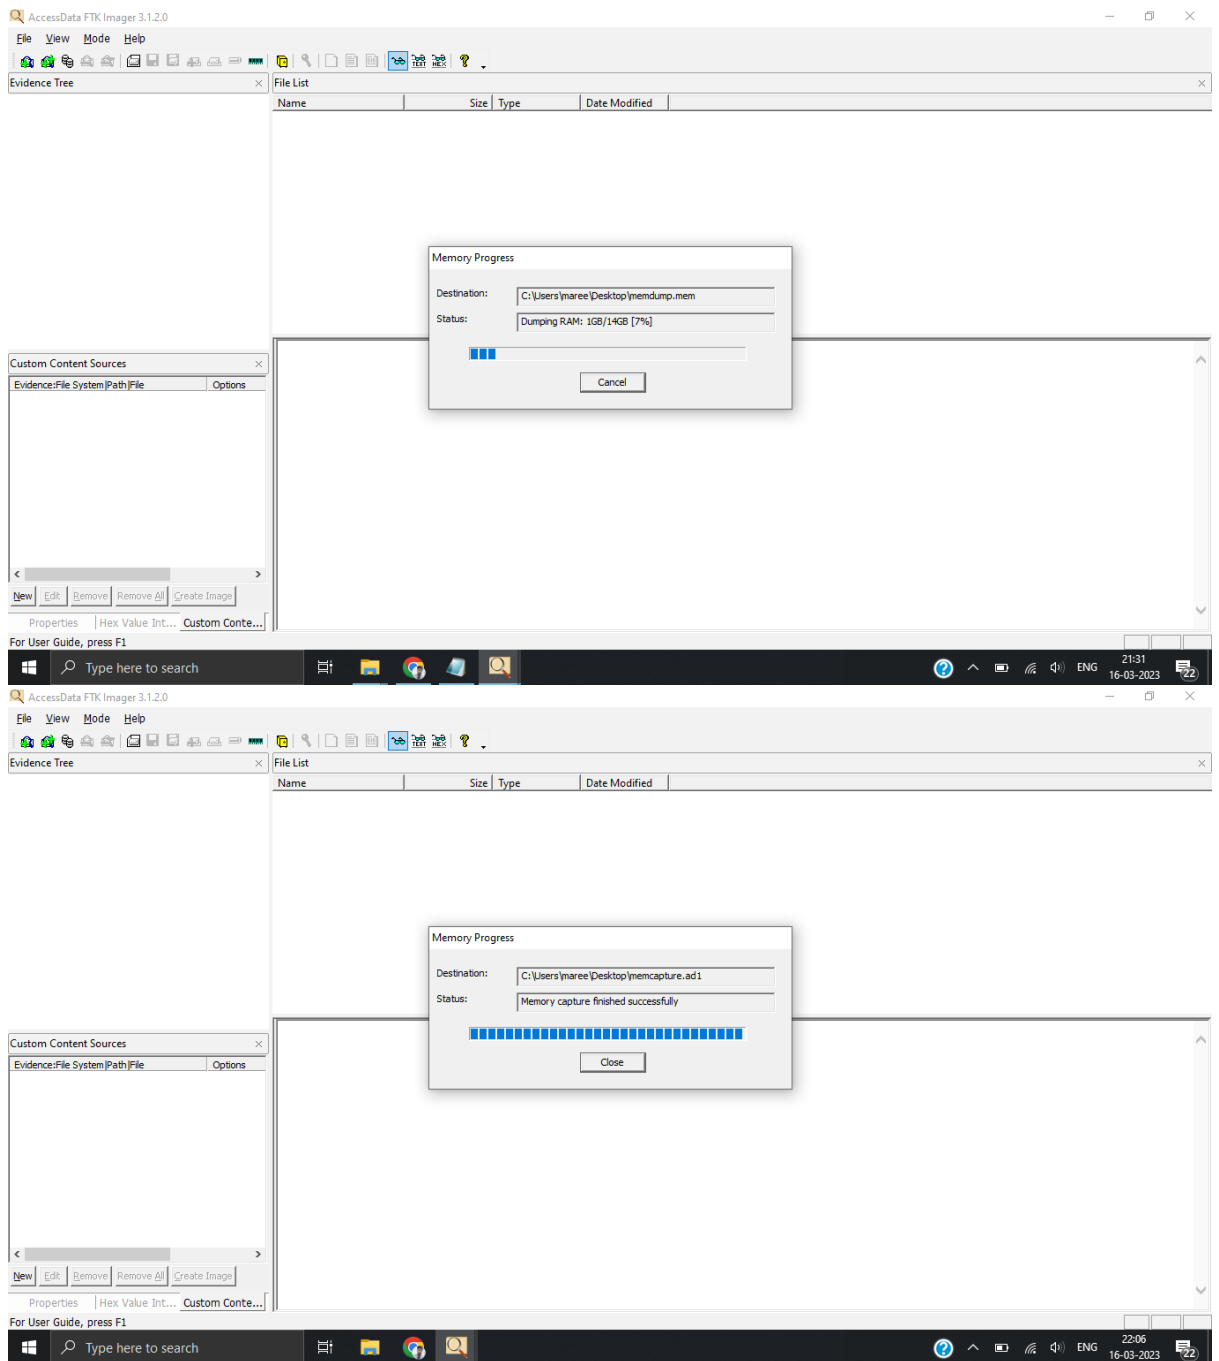 AccessData FTK Imager 3.1.2.0
File View Mode Help
Evidence Tree
File List
Name Size Type Date Modified
Memory Progress
Destination: C:\Users\maree\Desktop\memdump.mem
Status: Dumping RAM: 1GB/14GB [7%]
Cancel
Custom Content Sources
Evidence:File System|Path|File Options
New Edit Remove Remove All Create Image
Properties Hex Value Int... Custom Conte...
For User Guide, press F1
Type here to search
ENG
21:31
16-03-2023
22
AccessData FTK Imager 3.1.2.0
File View Mode Help
Evidence Tree
File List
Name Size Type Date Modified
Memory Progress
Destination: C:\Users\maree\Desktop\memcapture.ad1
Status: Memory capture finished successfully
Close
Custom Content Sources
Evidence:File System|Path|File Options
New Edit Remove Remove All Create Image
Properties Hex Value Int... Custom Conte...
For User Guide, press F1
Type here to search
ENG
22:06
16-03-2023
22